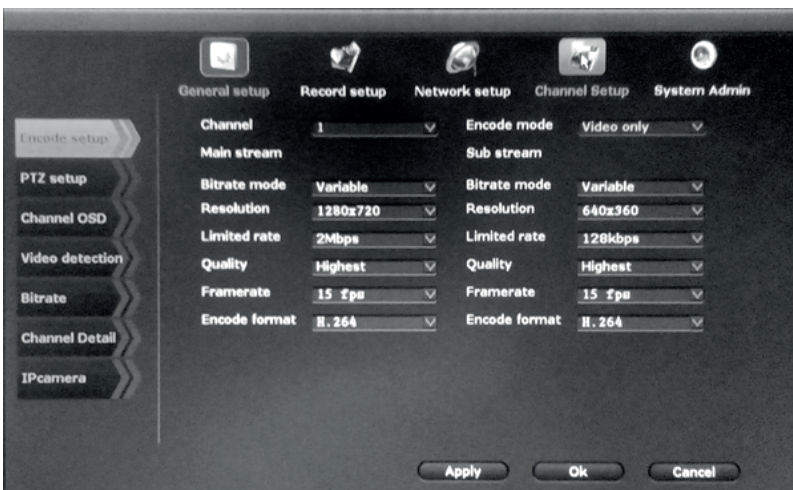 General setup Record setup Network setup Channel Setup System Admin
Encode setup
PTZ setup
Channel OSD
Video detection
Bitrate
Channel Detail
IPcamera
Channel 1 Encode mode Video only
Main stream Sub stream
Bitrate mode Variable Bitrate mode Variable
Resolution 1280x720 Resolution 640x360
Limited rate 2Mbps Limited rate 128kbps
Quality Highest Quality Highest
Framerate 15 fps Framerate 15 fps
Encode format H.264 Encode format H.264
Apply Ok Cancel